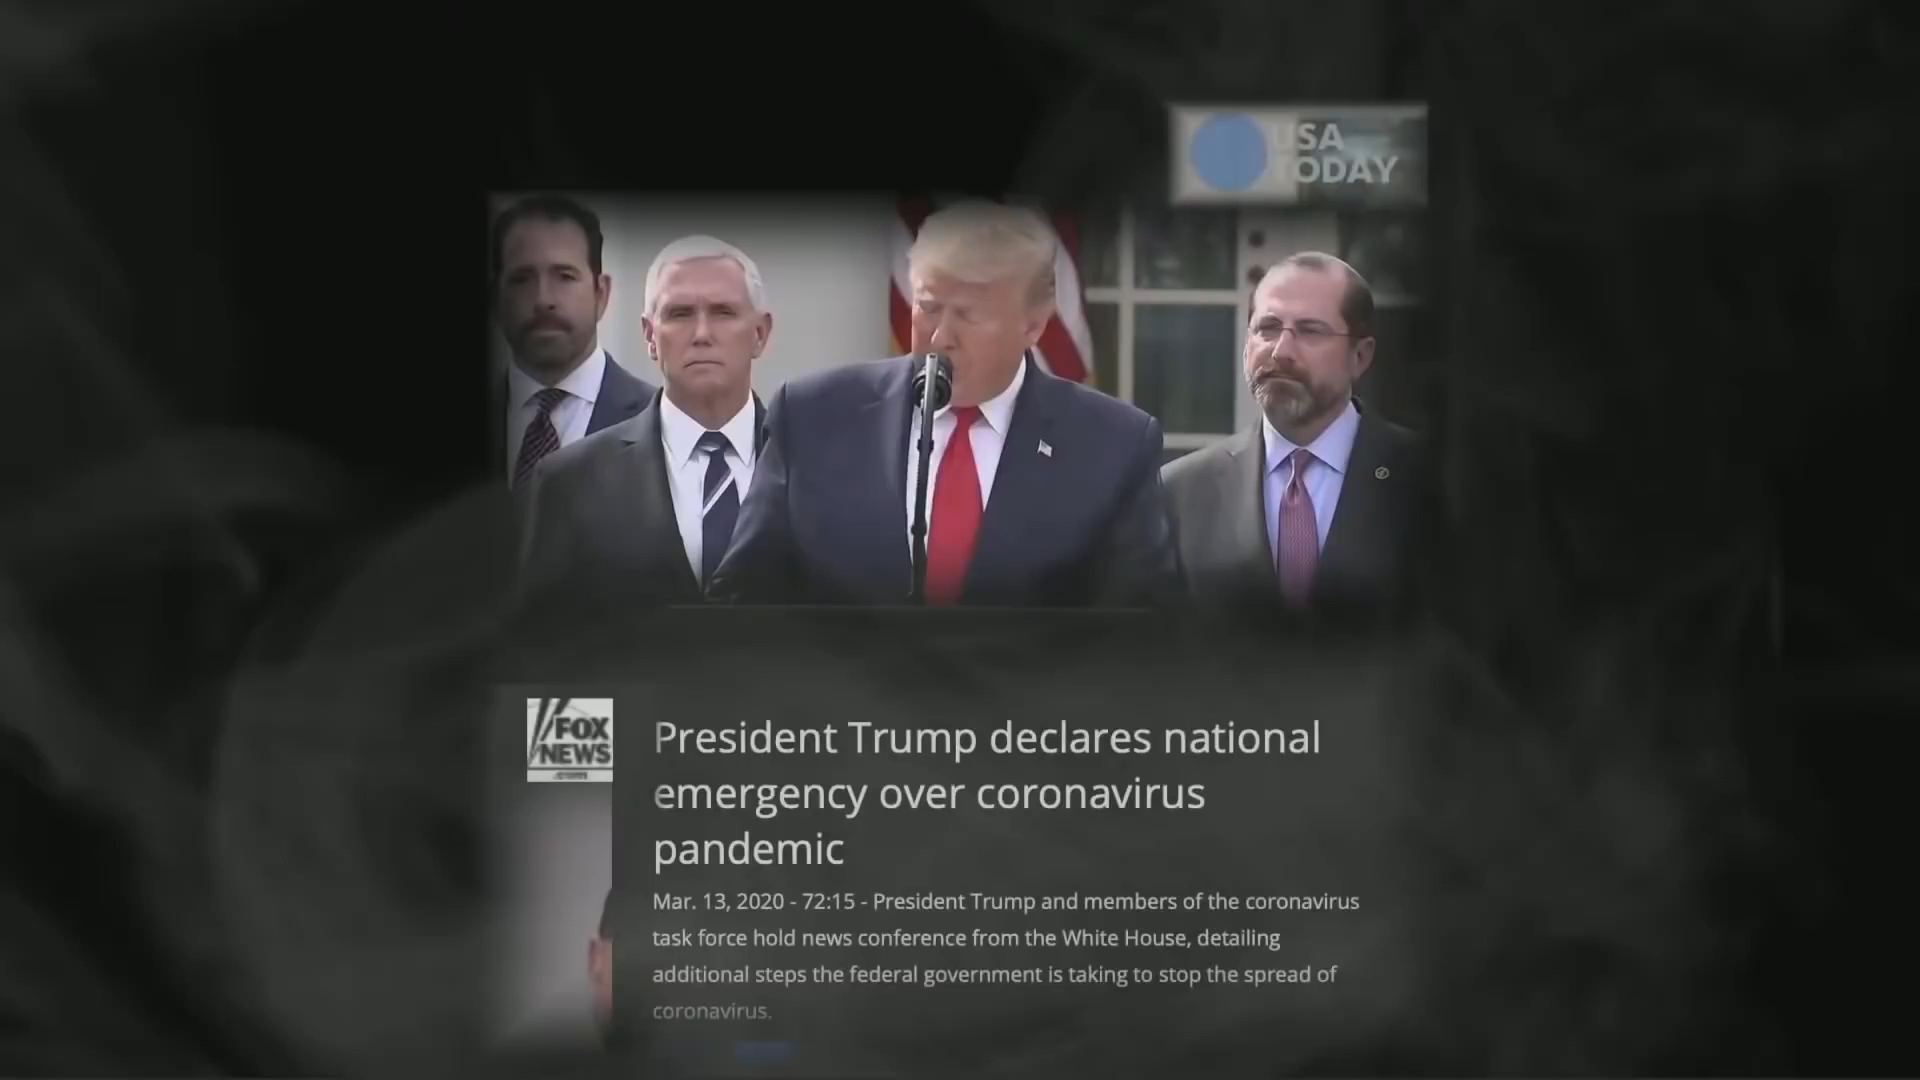 USA
TODAY
FOX
NEWS
.com
President Trump declares national
emergency over coronavirus
pandemic
Mar. 13, 2020 - 72:15 - President Trump and members of the coronavirus
task force hold news conference from the White House, detailing
additional steps the federal government is taking to stop the spread of
coronavirus.